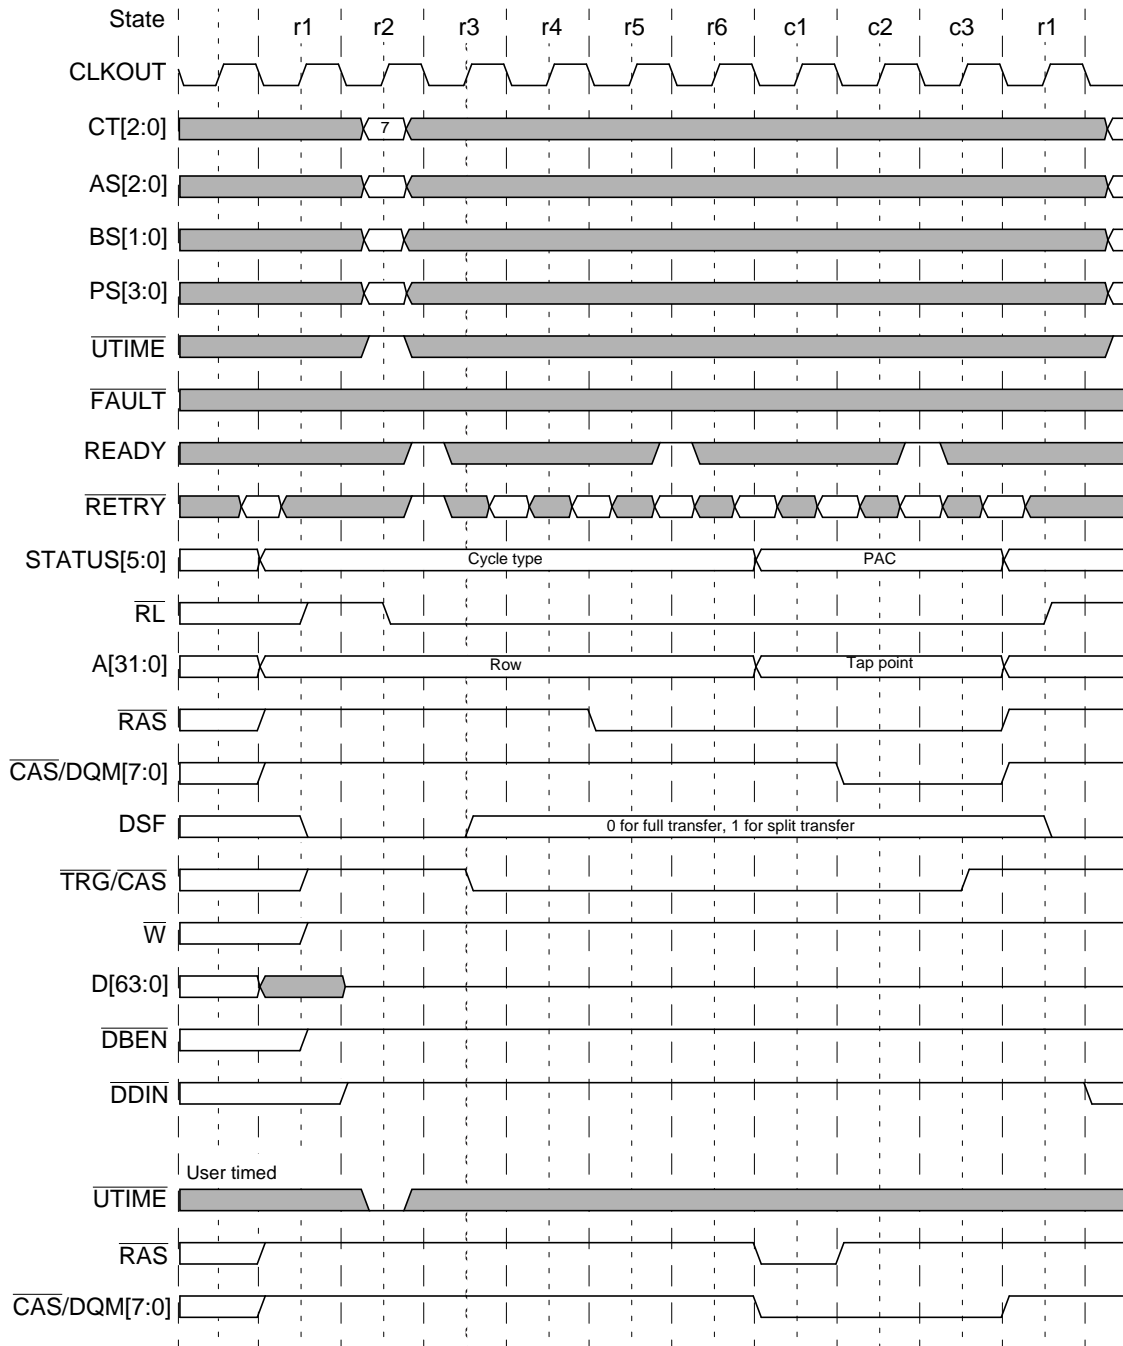 State r1 r2 r3 r4 r5 r6 c1 c2 c3 r1
CLKOUT
CT[2:0] 7
AS[2:0]
BS[1:0]
PS[3:0]
UTIME
FAULT
READY
RETRY
STATUS[5:0] Cycle type PAC
RL
A[31:0] Row Tap point
RAS
CAS/DQM[7:0]
DSF 0 for full transfer, 1 for split transfer
TRG/CAS
W
D[63:0]
DBEN
DDIN
User timed
UTIME
RAS
CAS/DQM[7:0]